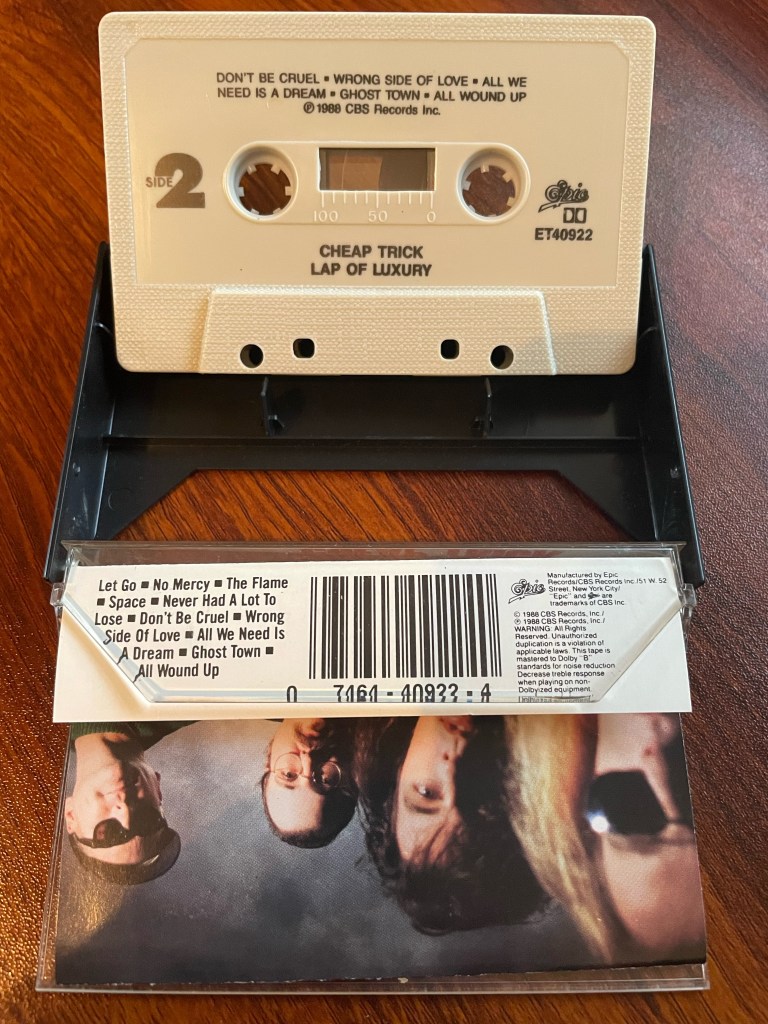 DON'T BE CRUEL ▪ WRONG SIDE OF LOVE ▪ ALL WE
NEED IS A DREAM ▪ GHOST TOWN ▪ ALL WOUND UP
℗ 1988 CBS Records Inc.
SIDE 2
100 50 0
Epic
ET40922
CHEAP TRICK
LAP OF LUXURY
Let Go ■ No Mercy ■ The Flame
■ Space ■ Never Had A Lot To
Lose ■ Don't Be Cruel ■ Wrong
Side Of Love ■ All We Need Is
A Dream ■ Ghost Town ■
All Wound Up
0 7464 - 40922 - 4
Epic
Manufactured by Epic
Records/CBS Records Inc./51 W. 52
Street, New York City/
"Epic" and are
trademarks of CBS Inc.
© 1988 CBS Records, Inc./
℗ 1988 CBS Records, Inc./
WARNING: All Rights
Reserved. Unauthorized
duplication is a violation of
applicable laws. This tape is
mastered to Dolby "B"
standards for noise reduction.
Decrease treble response
when playing on non-
Dolbyized equipment.